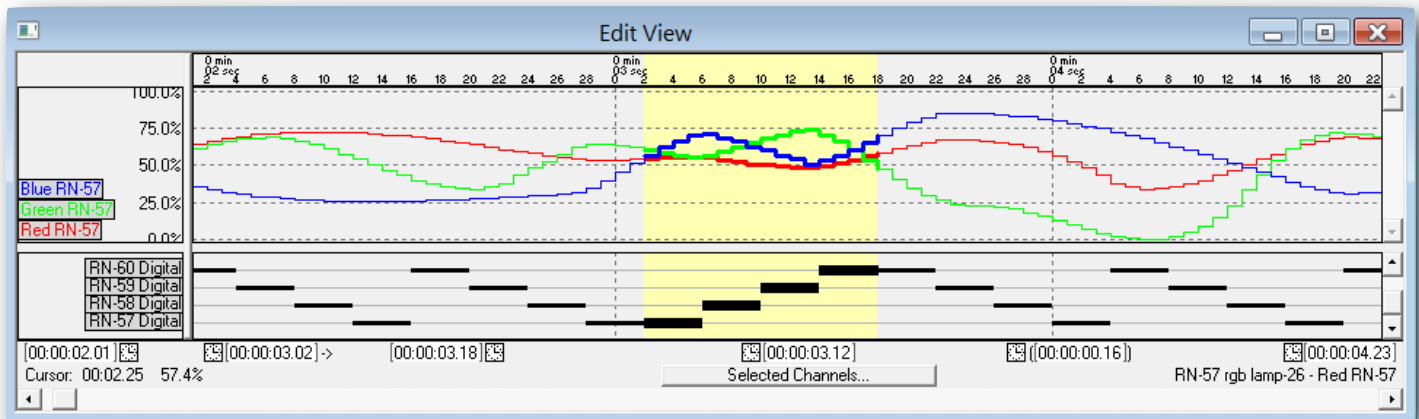 Edit View
0 min 0 min 0 min
02 sec 03 sec 04 sec
2 4 6 8 10 12 14 16 18 20 22 24 26 28 0 2 4 6 8 10 12 14 16 18 20 22 24 26 28 0 2 4 6 8 10 12 14 16 18 20 22
100.0%
75.0%
50.0%
Blue RN-57
Green RN-57 25.0%
Red RN-57
0.0%
RN-60 Digital
RN-59 Digital
RN-58 Digital
RN-57 Digital
[00:00:02.01] [00:00:03.02] -> [00:00:03.18] [00:00:03.12] ([00:00:00.16]) [00:00:04.23]
Cursor: 00:02.25 57.4% Selected Channels... RN-57 rgb lamp-26 - Red RN-57